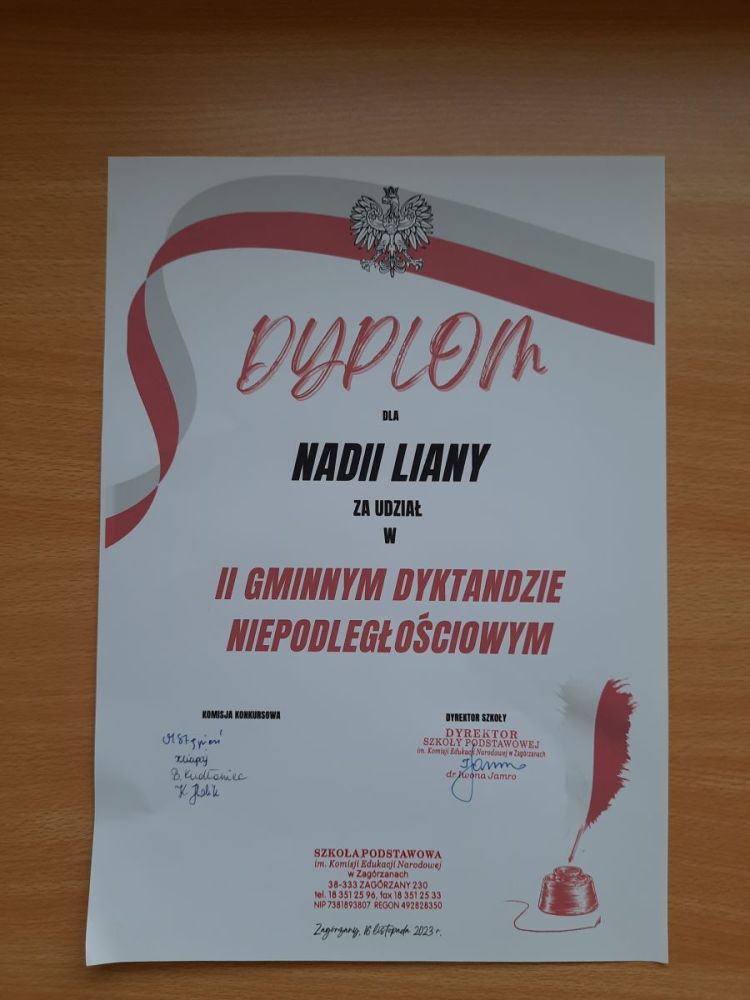 DYPLOM
DLA
NADII LIANY
ZA UDZIAŁ
W
II GMINNYM DYKTANDZIE
NIEPODLEGŁOŚCIOWYM
KOMISJA KONKURSOWA
B. Kudłaniec
DYREKTOR SZKOŁY
DYREKTOR
SZKOŁY PODSTAWOWEJ
im. Komisji Edukacji Narodowej w Zagórzanach
dr Iwona Jamro
SZKOŁA PODSTAWOWA
im. Komisji Edukacji Narodowej
w Zagórzanach
38-333 ZAGÓRZANY 230
tel. 18 351 25 96, fax 18 351 25 33
NIP 7381893807 REGON 492828350
Zagórzany, 16 listopada 2023 r.